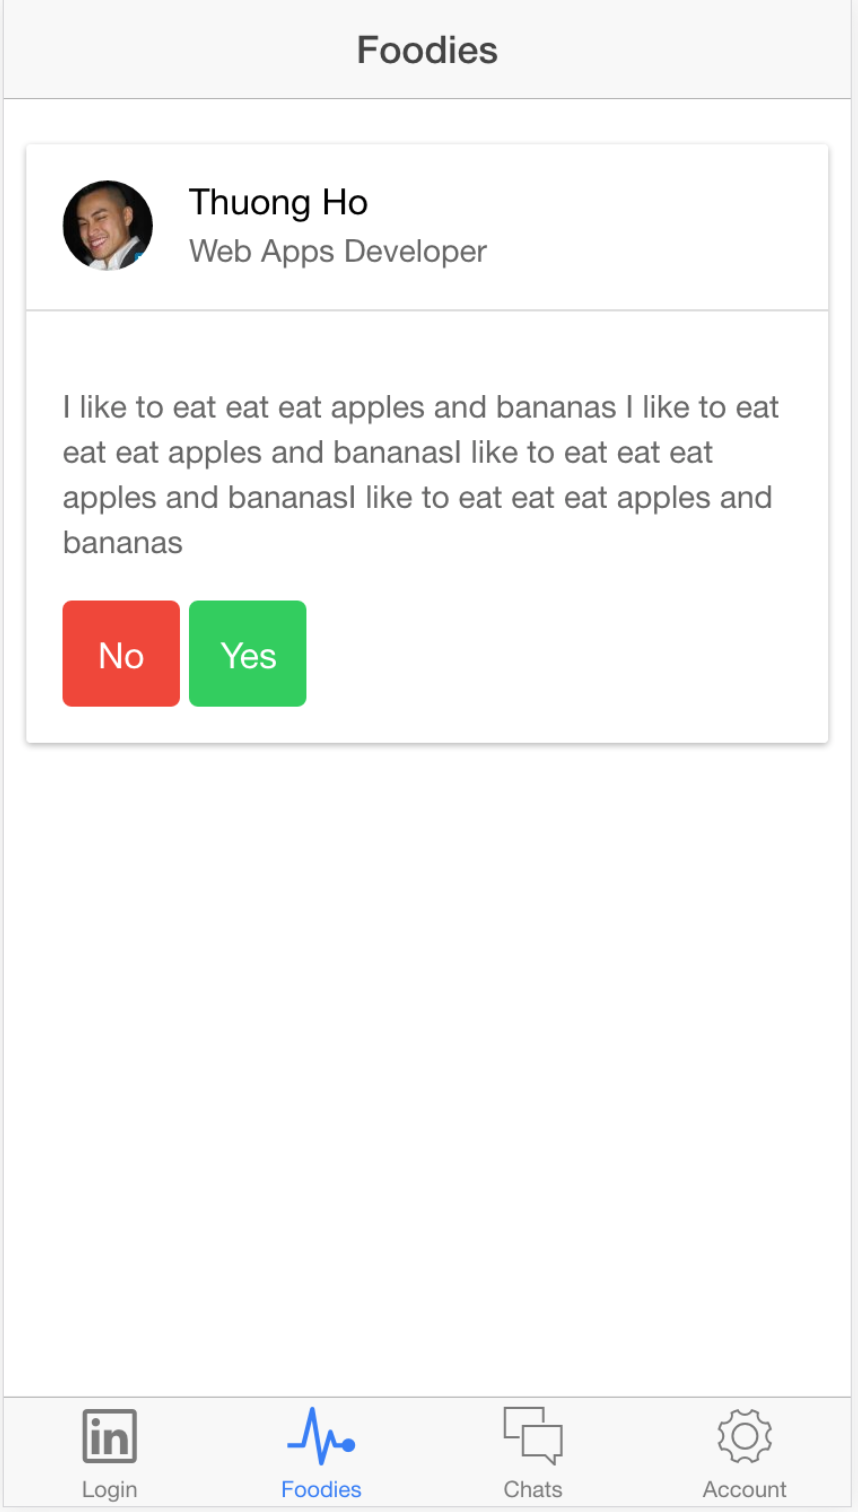 Foodies
Thuong Ho
Web Apps Developer
I like to eat eat eat apples and bananas I like to eat
eat eat apples and bananasI like to eat eat eat
apples and bananasI like to eat eat eat apples and
bananas
No Yes
in
Login Foodies Chats Account